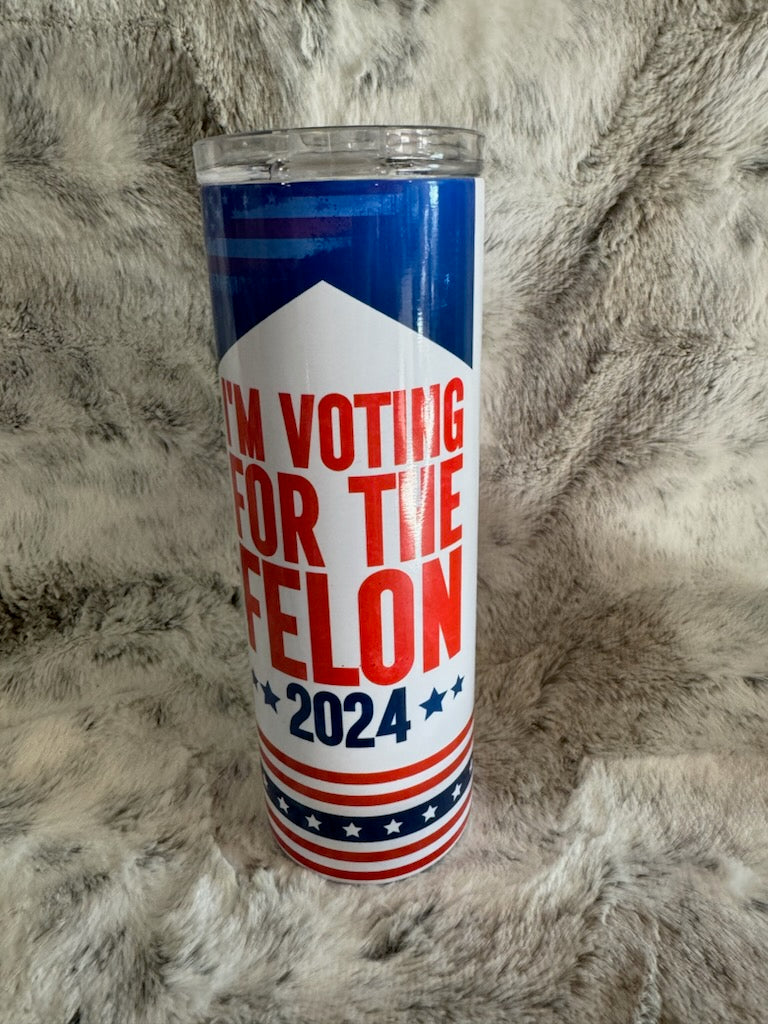 I'M VOTING
FOR THE
FELON
2024